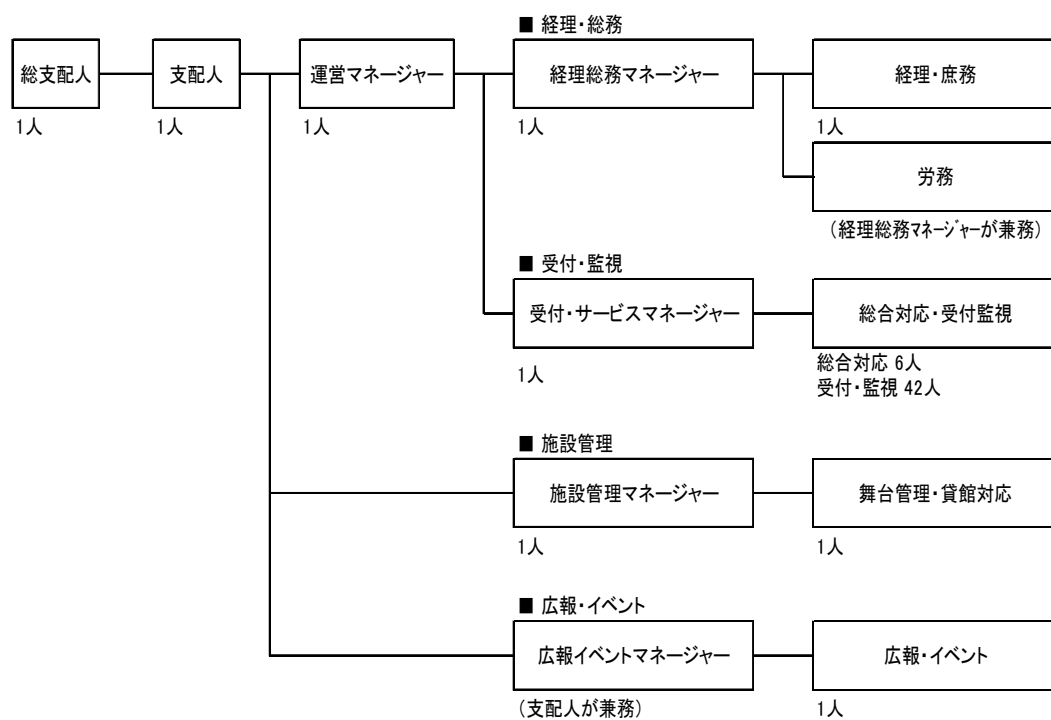 ■ 経理・総務
総支配人
支配人
運営マネージャー
経理総務マネージャー
経理・庶務
1人
1人
1人
1人
1人
労務
(経理総務マネージャーが兼務)
■ 受付・監視
受付・サービスマネージャー
総合対応・受付監視
1人
総合対応 6人
受付・監視 42人
■ 施設管理
施設管理マネージャー
舞台管理・貸館対応
1人
1人
■ 広報・イベント
広報イベントマネージャー
広報・イベント
(支配人が兼務)
1人